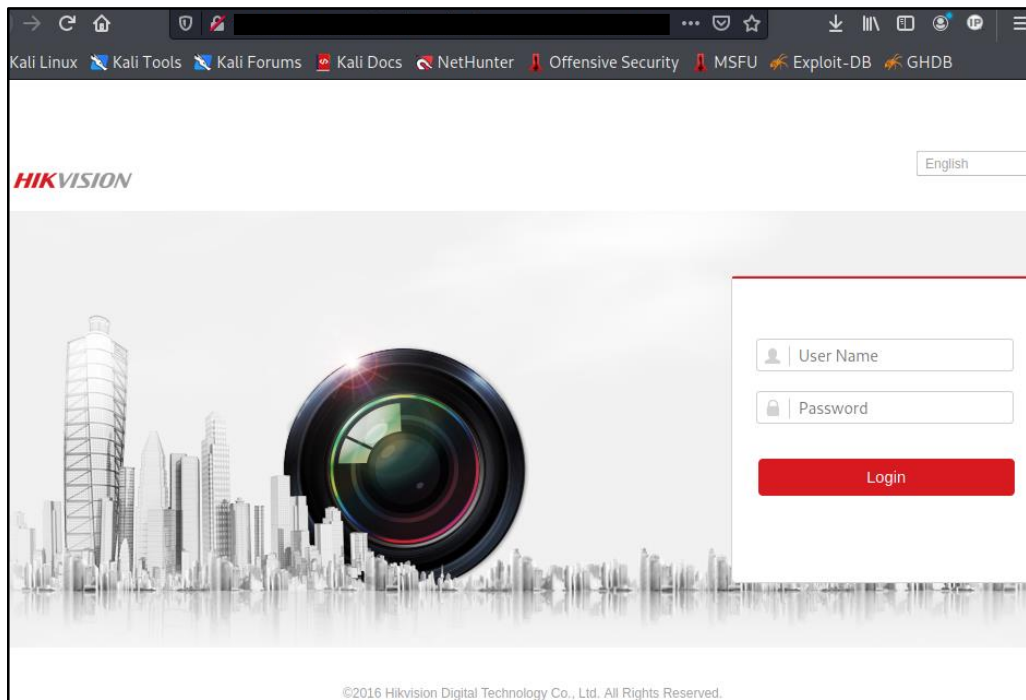 Kali Linux Kali Tools Kali Forums Kali Docs NetHunter Offensive Security MSFU Exploit-DB GHDB
English
HIKVISION
User Name
Password
Login
©2016 Hikvision Digital Technology Co., Ltd. All Rights Reserved.